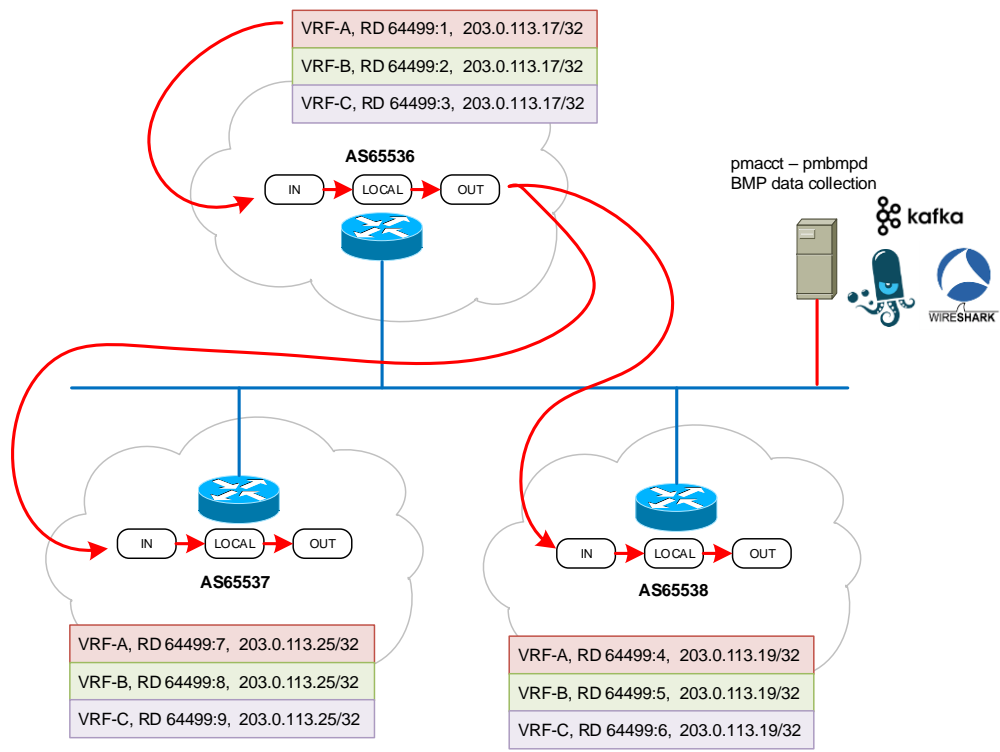 VRF-A, RD 64499:1, 203.0.113.17/32
VRF-B, RD 64499:2, 203.0.113.17/32
VRF-C, RD 64499:3, 203.0.113.17/32
AS65536
IN
LOCAL
OUT
pmacct – pmbmpd
BMP data collection
kafka
WIRESHARK
IN
LOCAL
OUT
AS65537
VRF-A, RD 64499:7, 203.0.113.25/32
VRF-B, RD 64499:8, 203.0.113.25/32
VRF-C, RD 64499:9, 203.0.113.25/32
IN
LOCAL
OUT
AS65538
VRF-A, RD 64499:4, 203.0.113.19/32
VRF-B, RD 64499:5, 203.0.113.19/32
VRF-C, RD 64499:6, 203.0.113.19/32